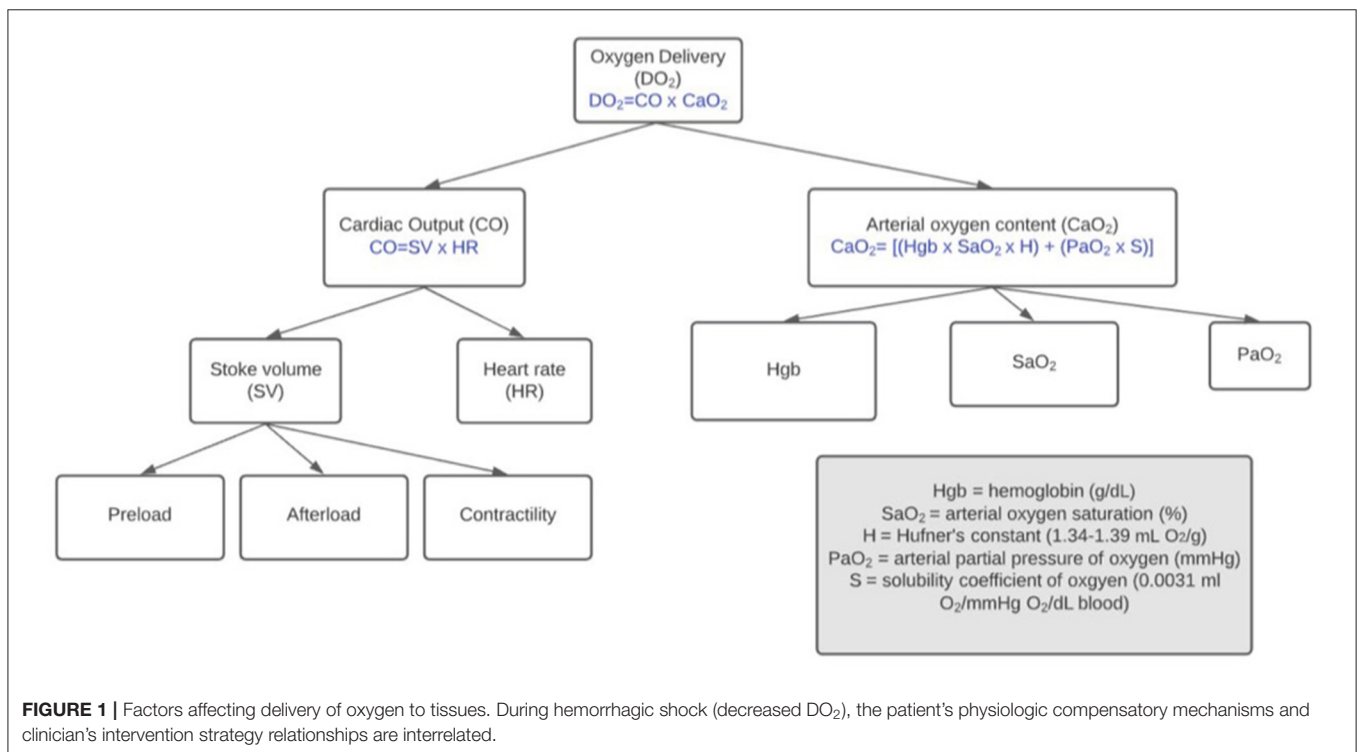 Oxygen Delivery
(DO₂)
DO₂=CO x CaO₂
Cardiac Output (CO)
CO=SV x HR
Arterial oxygen content (CaO₂)
CaO₂= [(Hgb x SaO₂ x H) + (PaO₂ x S)]
Stoke volume
(SV)
Heart rate
(HR)
Hgb
SaO₂
PaO₂
Preload
Afterload
Contractility
Hgb = hemoglobin (g/dL)
SaO₂ = arterial oxygen saturation (%)
H = Hufner's constant (1.34-1.39 mL O₂/g)
PaO₂ = arterial partial pressure of oxygen (mmHg)
S = solubility coefficient of oxgyen (0.0031 ml
O₂/mmHg O₂/dL blood)
FIGURE 1 | Factors affecting delivery of oxygen to tissues. During hemorrhagic shock (decreased DO₂), the patient's physiologic compensatory mechanisms and
clinician's intervention strategy relationships are interrelated.